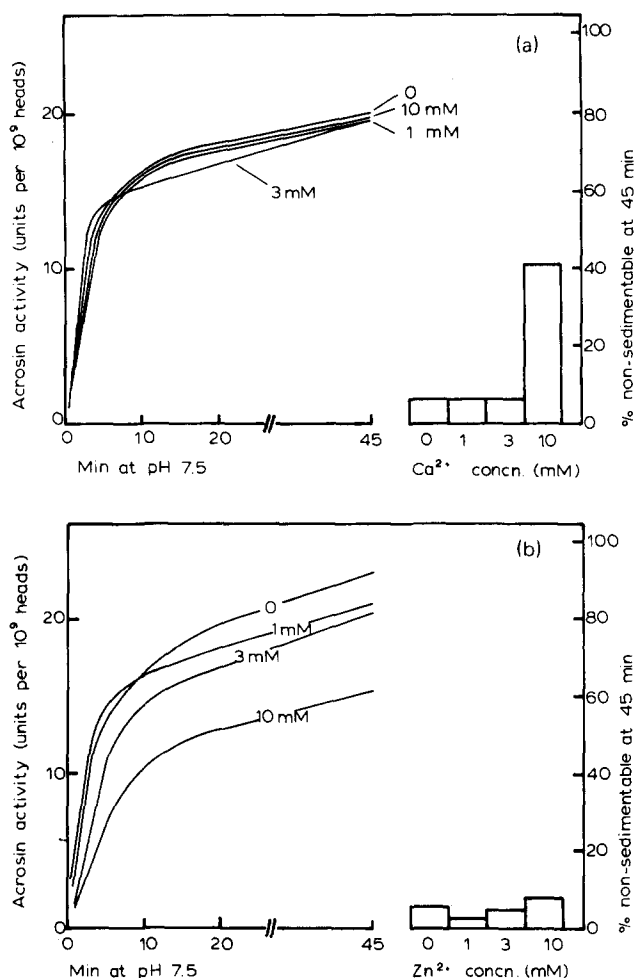 (a)
Acrosin activity (units per 10⁹ heads)
20
10
0
0
10 mM
1 mM
3 mM
0 10 20 45
Min at pH 7.5
100
80
60
40
20
0
% non-sedimentable at 45 min
0 1 3 10
Ca²⁺ concn. (mM)
(b)
Acrosin activity (units per 10⁹ heads)
20
10
0
0
1 mM
3 mM
10 mM
0 10 20 45
Min at pH 7.5
100
80
60
40
20
0
% non-sedimentable at 45 min
0 1 3 10
Zn²⁺ concn. (mM)